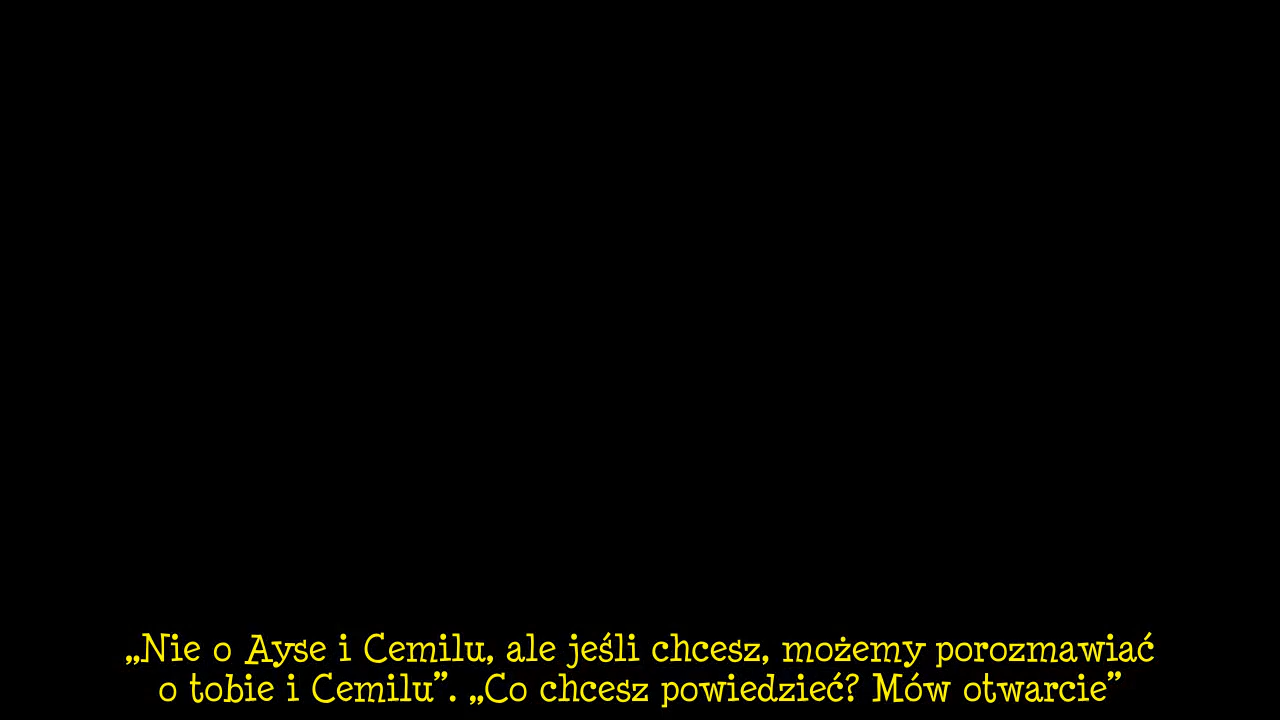 „Nie o Ayse i Cemilu, ale jeśli chcesz, możemy porozmawiać
o tobie i Cemilu”. „Co chcesz powiedzieć? Mów otwarcie”